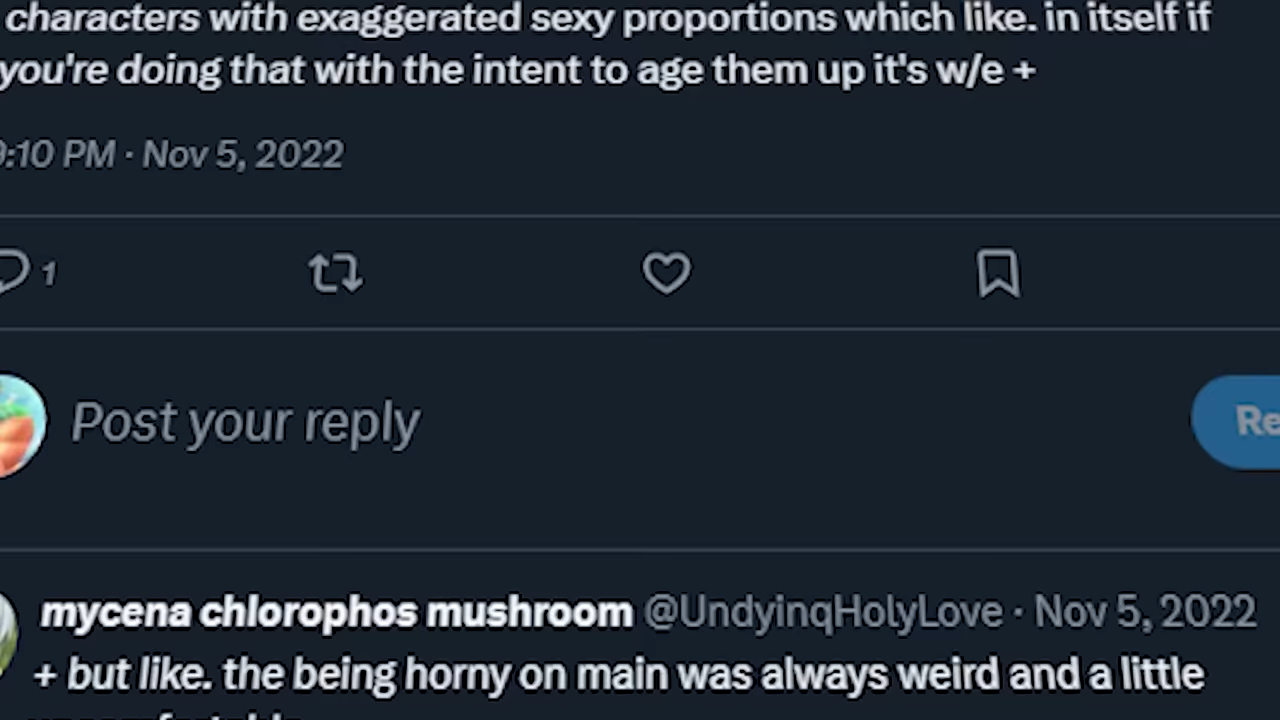 characters with exaggerated sexy proportions which like. in itself if
you're doing that with the intent to age them up it's w/e +
9:10 PM · Nov 5, 2022
1
Post your reply
Re
mycena chlorophos mushroom @UndyinqHolyLove · Nov 5, 2022
+ but like. the being horny on main was always weird and a little